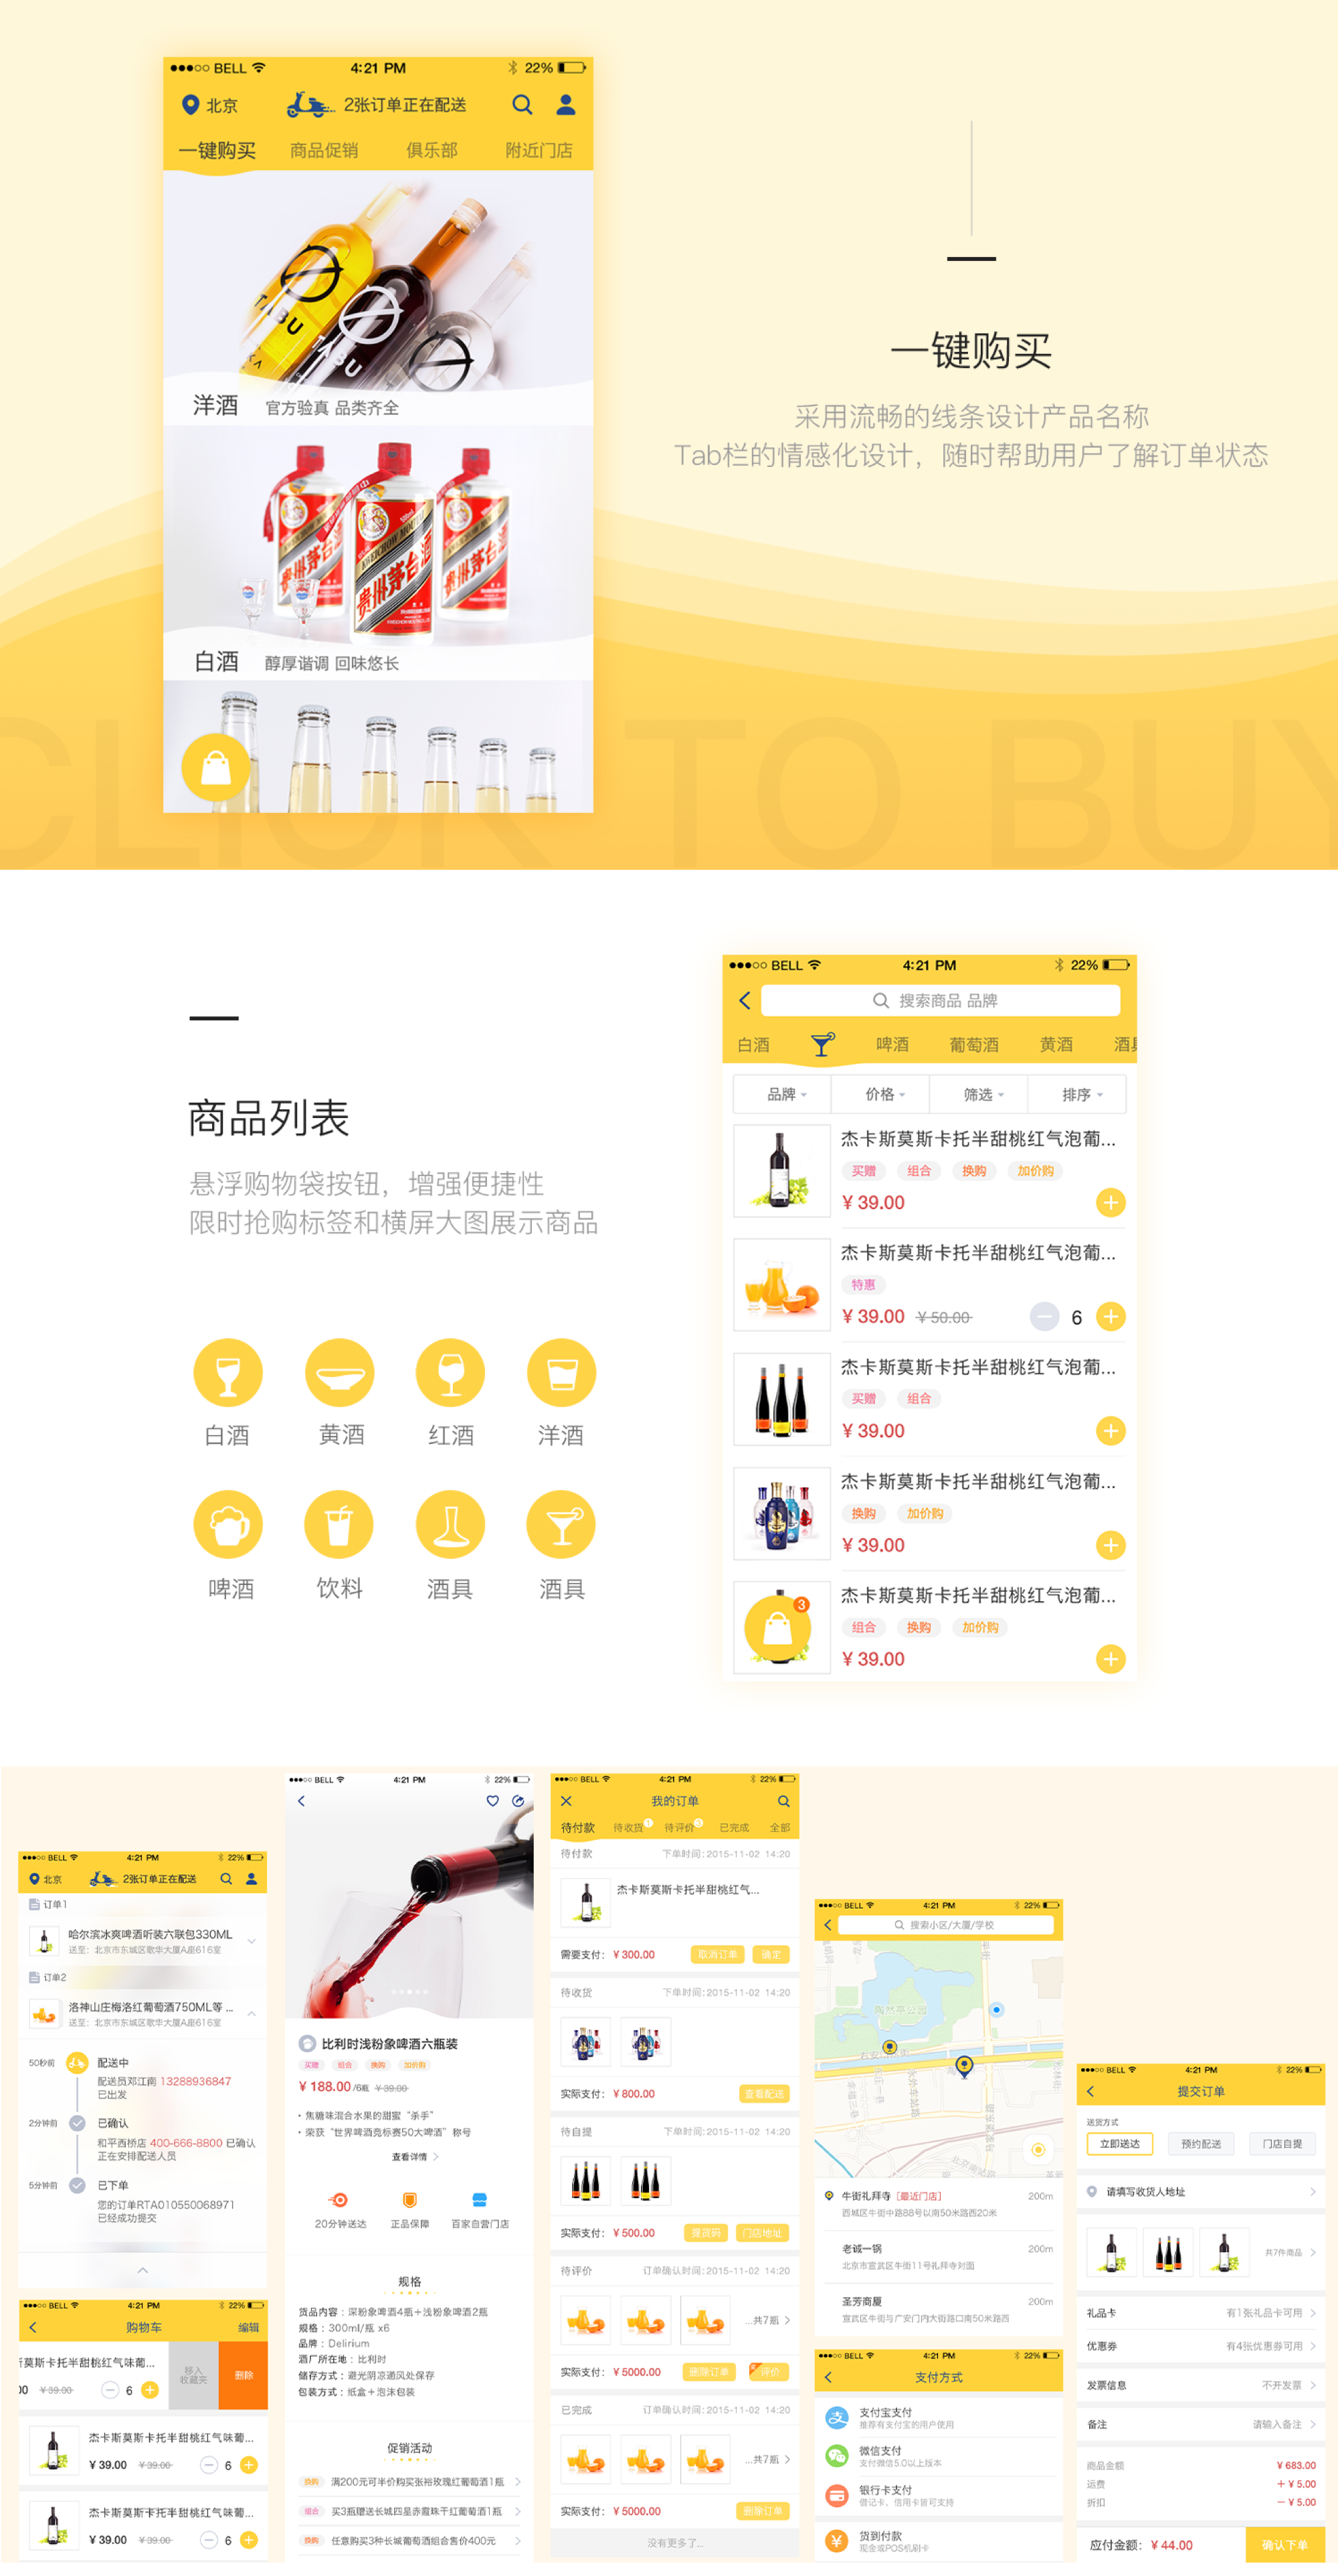 BELL 4:21 PM 22%
北京 2张订单正在配送
一键购买 商品促销 俱乐部 附近门店
TABU
TABU
洋酒 官方验真 品类齐全
KWEICHOW MOUTAI
贵州茅台酒
白酒 醇厚谐调 回味悠长
一键购买
采用流畅的线条设计产品名称
Tab栏的情感化设计，随时帮助用户了解订单状态
CLICK TO BUY
商品列表
悬浮购物袋按钮，增强便捷性
限时抢购标签和横屏大图展示商品
白酒 黄酒 红酒 洋酒
啤酒 饮料 酒具 酒具
BELL 4:21 PM 22%
搜索商品 品牌
白酒 啤酒 葡萄酒 黄酒 酒具
品牌 价格 筛选 排序
杰卡斯莫斯卡托半甜桃红气泡葡...
买赠 组合 换购 加价购
¥ 39.00
杰卡斯莫斯卡托半甜桃红气泡葡...
特惠
¥ 39.00 ¥ 50.00 6
杰卡斯莫斯卡托半甜桃红气泡葡...
买赠 组合
¥ 39.00
杰卡斯莫斯卡托半甜桃红气泡葡...
换购 加价购
¥ 39.00
杰卡斯莫斯卡托半甜桃红气泡葡...
3
组合 换购 加价购
¥ 39.00
BELL 4:21 PM 22%
北京 2张订单正在配送
订单1
哈尔滨冰爽啤酒听装六联包330ML
送至：北京市东城区歌华大厦A座616室
订单2
洛神山庄梅洛红葡萄酒750ML等 ...
送至：北京市东城区歌华大厦A座616室
50秒前 配送中
配送员邓江南 13288936847
已出发
2分钟前 已确认
和平西桥店 400-666-8800 已确认
正在安排配送人员
5分钟前 已下单
您的订单RTA010550068971
已经成功提交
BELL 4:21 PM 22%
购物车 编辑
斤莫斯卡托半甜桃红气味葡...
00 ¥ 39.00 6
移入
收藏夹
删除
杰卡斯莫斯卡托半甜桃红气味葡...
¥ 39.00 ¥ 39.00 6
杰卡斯莫斯卡托半甜桃红气味葡...
¥ 39.00 ¥ 39.00 6
BELL 4:21 PM 22%
比利时浅粉象啤酒六瓶装
买赠 组合 换购 加价购
¥ 188.00 /6瓶 ¥ 39.00
· 焦糖味混合水果的甜蜜“杀手”
· 荣获“世界啤酒竞标赛50大啤酒”称号
查看详情
20分钟送达 正品保障 百家自营门店
规格
货品内容：深粉象啤酒4瓶+浅粉象啤酒2瓶
规格：300ml/瓶 x6
品牌：Delirium
酒厂所在地：比利时
储存方式：避光阴凉通风处保存
包装方式：纸盒+泡沫包装
促销活动
换购 满200元可半价购买张裕玫瑰红葡萄酒1瓶
组合 买3瓶赠送长城四星赤霞珠干红葡萄酒1瓶
换购 任意购买3种长城葡萄酒组合售价400元
BELL 4:21 PM 22%
我的订单
待付款 待收货 1 待评价 已完成 全部
待付款 下单时间：2015-11-02 14:20
杰卡斯莫斯卡托半甜桃红气...
需要支付：¥ 300.00 取消订单 确定
待收货 下单时间：2015-11-02 14:20
实际支付：¥ 800.00 查看配送
待自提 下单时间：2015-11-02 14:20
实际支付：¥ 500.00 提货码 门店地址
待评价 订单确认时间：2015-11-02 14:20
...共7瓶
实际支付：¥ 5000.00 删除订单 评价
已完成 订单确认时间：2015-11-02 14:20
...共7瓶
实际支付：¥ 5000.00 删除订单
没有更多了..
BELL 4:21 PM 22%
搜索小区/大厦/学校
陶然亭公园
牛街礼拜寺 [最近门店] 200m
西城区牛街中路88号以南50米路西20米
老诚一锅 200m
北京市宣武区牛街11号礼拜寺对面
圣芳商厦 200m
宣武区牛街与广安门内大街路口南50米路西
BELL 4:21 PM 22%
支付方式
支付宝支付
推荐有支付宝的用户使用
微信支付
支付微信5.0以上版本
银行卡支付
借记卡、信用卡皆可支持
货到付款
现金或POS机刷卡
BELL 4:21 PM 22%
提交订单
送货方式
立即送达 预约配送 门店自提
请填写收货人地址
共7件商品
礼品卡 有1张礼品卡可用
优惠券 有4张优惠券可用
发票信息 不开发票
备注 请输入备注
商品金额 ¥ 683.00
运费 + ¥ 5.00
折扣 - ¥ 5.00
应付金额：¥ 44.00 确认下单